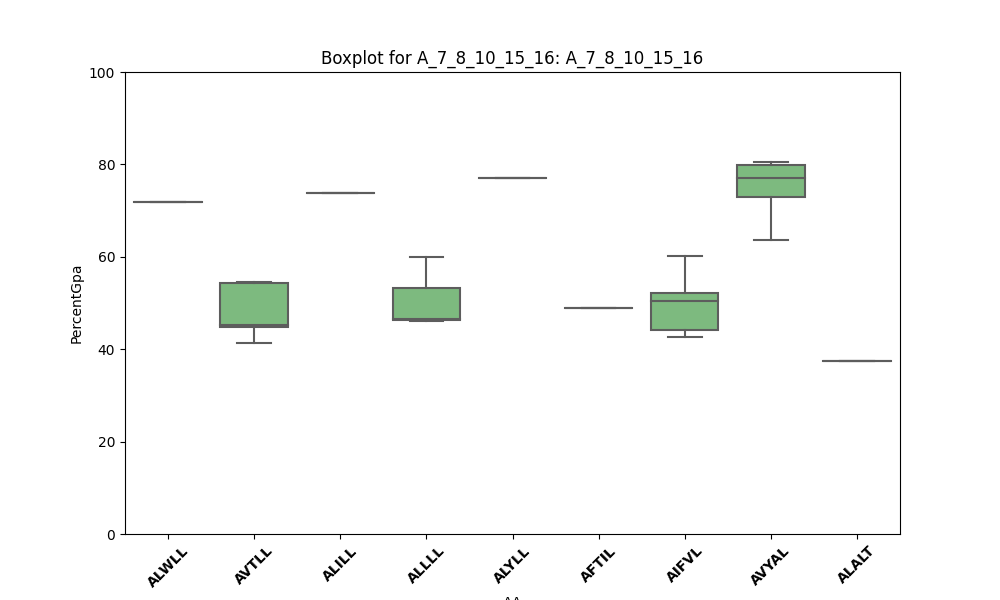 Boxplot for A_7_8_10_15_16: A_7_8_10_15_16
100
80
60
40
20
0
PercentGpa
ALWLL
AVTLL
ALILL
ALLLL
ALYLL
AFTIL
AIFVL
AVYAL
ALALT